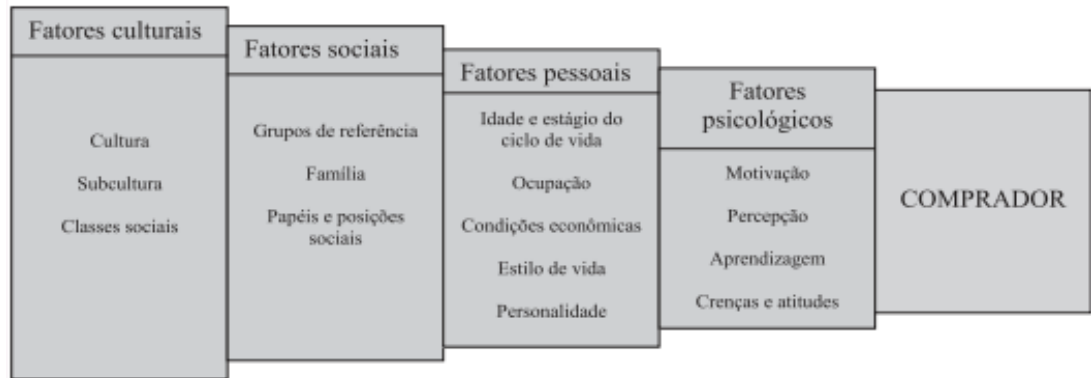 Fatores culturais
Cultura
Subcultura
Classes sociais
Fatores sociais
Grupos de referência
Família
Papéis e posições
sociais
Fatores pessoais
Idade e estágio do
ciclo de vida
Ocupação
Condições econômicas
Estilo de vida
Personalidade
Fatores
psicológicos
Motivação
Percepção
Aprendizagem
Crenças e atitudes
COMPRADOR